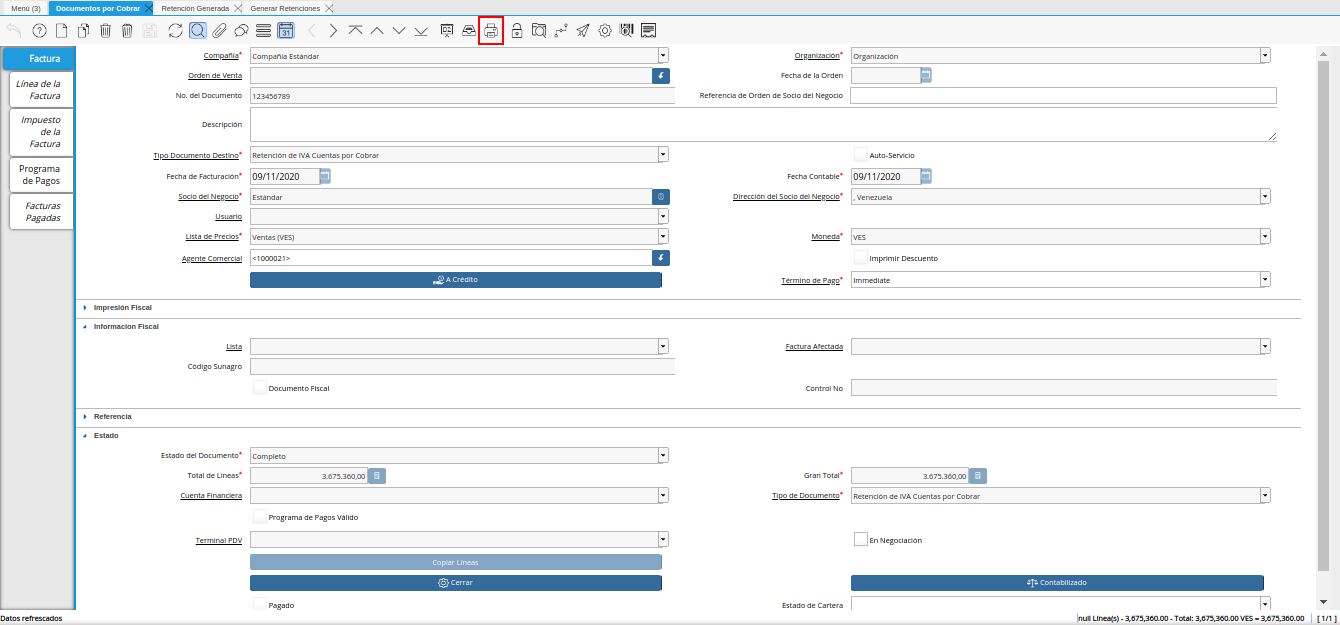 Menú (3) Documentos por Cobrar Retención Generada Generar Retenciones
31
Factura
Línea de la
Factura
Impuesto
de la
Factura
Programa
de Pagos
Facturas
Pagadas
Compañía* Compañía Estándar Organización* Organización
Orden de Venta Fecha de la Orden
No. del Documento 123456789 Referencia de Orden de Socio del Negocio
Descripción
Tipo Documento Destino* Retención de IVA Cuentas por Cobrar Auto-Servicio
Fecha de Facturación* 09/11/2020 Fecha Contable* 09/11/2020
Socio del Negocio* Estándar Dirección del Socio del Negocio* , Venezuela
Usuario
Lista de Precios* Ventas (VES) Moneda* VES
Agente Comercial <1000021> Imprimir Descuento
A Crédito Término de Pago* Immediate
Impresión Fiscal
Informacion Fiscal
Lista Factura Afectada
Código Sunagro
Documento Fiscal Control No
Referencia
Estado
Estado del Documento* Completo
Total de Líneas* 3.675.360,00 Gran Total* 3.675.360,00
Cuenta Financiera Tipo de Documento* Retención de IVA Cuentas por Cobrar
Programa de Pagos Válido
Terminal PDV En Negociación
Copiar Líneas
Cerrar Contabilizado
Pagado Estado de Cartera
Datos refrescados null Línea(s) - 3,675,360.00 - Total: 3,675,360.00 VES = 3,675,360.00 [ 1/1 ]